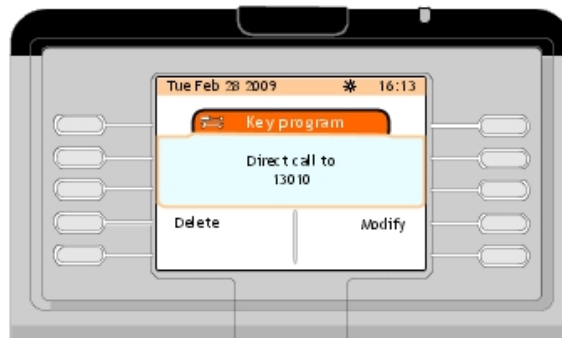 Tue Feb 28 2009 16:13
Key program
Direct call to
13010
Delete Modify